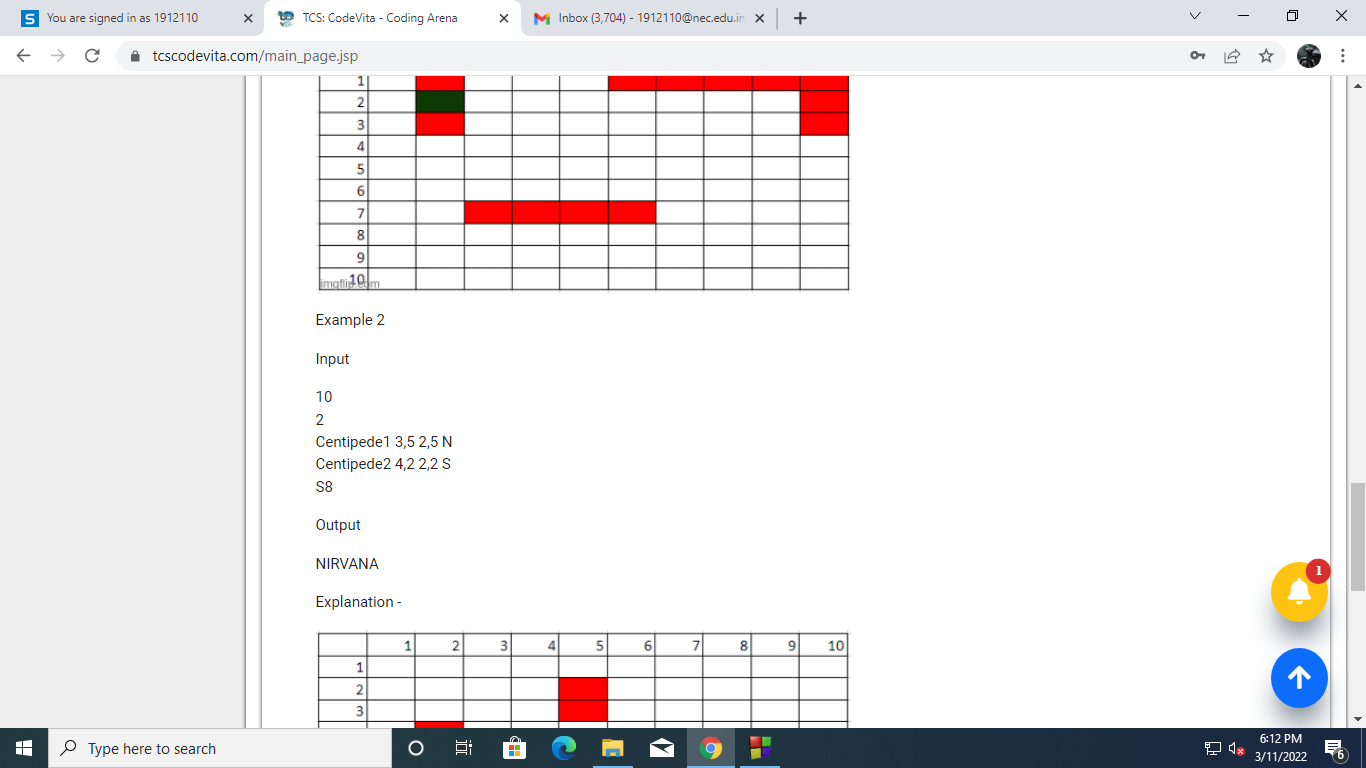 You are signed in as 1912110
TCS: CodeVita - Coding Arena
Inbox (3,704) - 1912110@nec.edu.in
tcscodevita.com/main_page.jsp
1
2
3
4
5
6
7
8
9
10
imgflip.com
Example 2
Input
10
2
Centipede1 3,5 2,5 N
Centipede2 4,2 2,2 S
S8
Output
NIRVANA
Explanation -
1 2 3 4 5 6 7 8 9 10
1
2
3
1
Type here to search
6:12 PM
3/11/2022
6